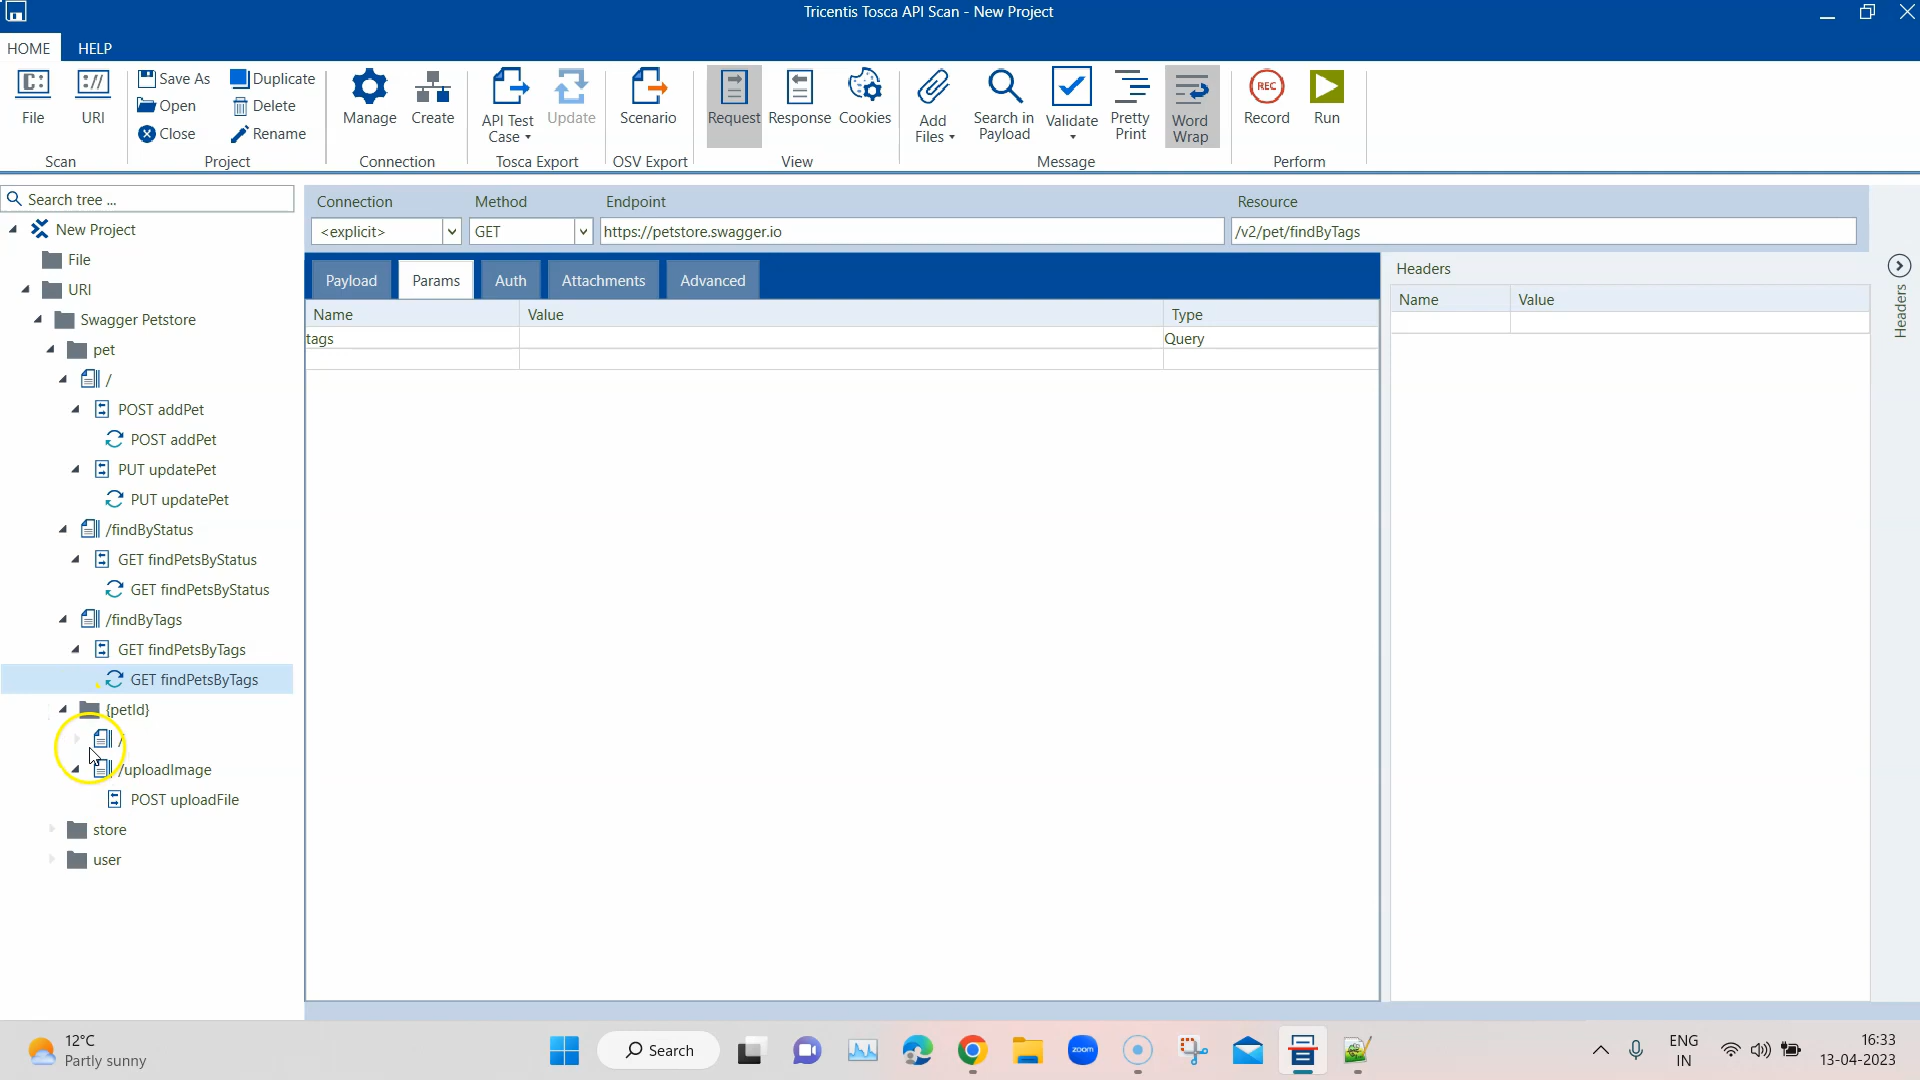 Tricentis Tosca API Scan - New Project
HOME HELP
C: :// Save As Duplicate
File URI Open Delete Manage Create API Test Case Update Scenario Request Response Cookies Add Files Search in Payload Validate Pretty Print Word Wrap REC Record Run
Close Rename
Scan Project Connection Tosca Export OSV Export View Message Perform
Search tree ...
Connection Method Endpoint Resource
<explicit> GET https://petstore.swagger.io /v2/pet/findByTags
New Project
File
URI
Swagger Petstore
pet
/
POST addPet
POST addPet
PUT updatePet
PUT updatePet
/findByStatus
GET findPetsByStatus
GET findPetsByStatus
/findByTags
GET findPetsByTags
GET findPetsByTags
{petId}
/
/uploadImage
POST uploadFile
store
user
Payload Params Auth Attachments Advanced
Name Value Type
tags Query
Headers
Name Value
Headers
12°C
Partly sunny
Search
zoom
ENG
IN
16:33
13-04-2023